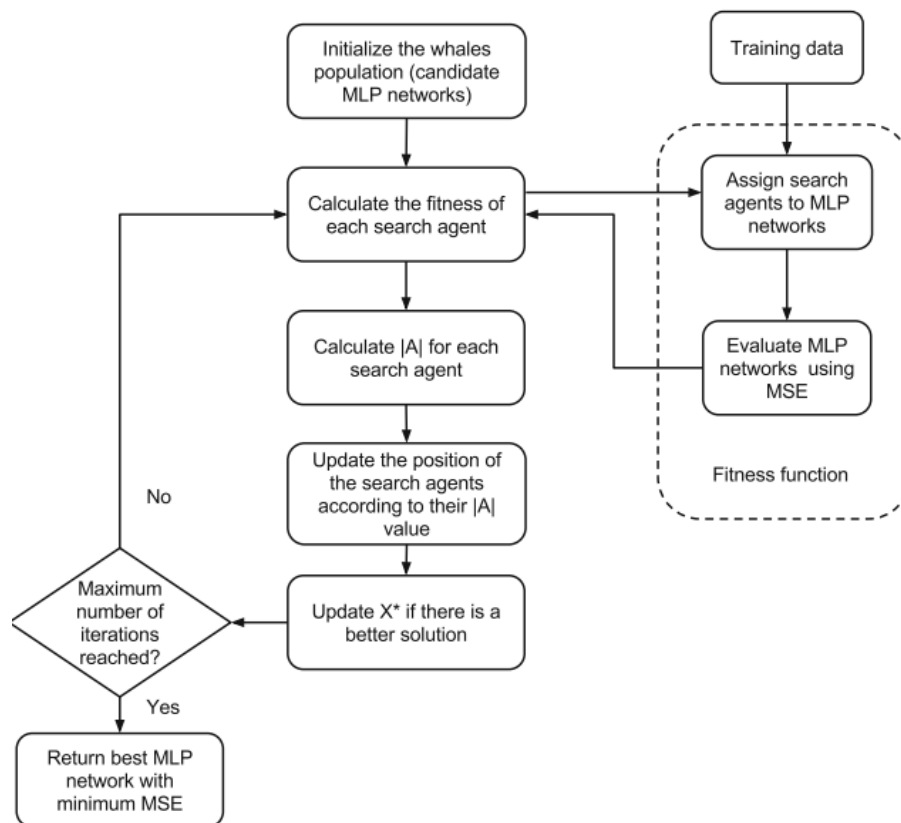 Initialize the whales
population (candidate
MLP networks)
Training data
Calculate the fitness of
each search agent
Assign search
agents to MLP
networks
Calculate |A| for each
search agent
Evaluate MLP
networks using
MSE
Update the position of
the search agents
according to their |A|
value
Fitness function
No
Maximum
number of
iterations
reached?
Update X* if there is a
better solution
Yes
Return best MLP
network with
minimum MSE